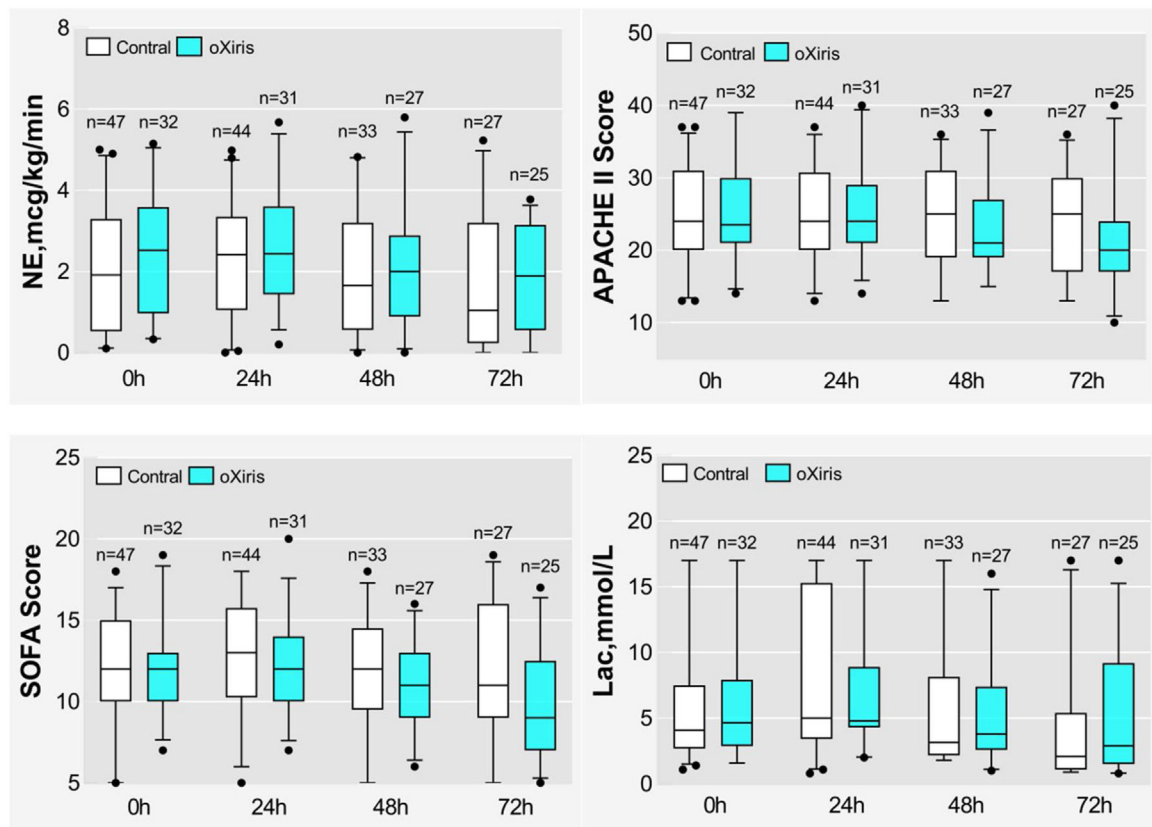 NE,mcg/kg/min
8
6
4
2
0
Contral oXiris
n=47 n=32 n=44 n=31 n=33 n=27 n=27 n=25
0h 24h 48h 72h
APACHE II Score
50
40
30
20
10
Contral oXiris
n=47 n=32 n=44 n=31 n=33 n=27 n=27 n=25
0h 24h 48h 72h
SOFA Score
25
20
15
10
5
Contral oXiris
n=47 n=32 n=44 n=31 n=33 n=27 n=27 n=25
0h 24h 48h 72h
Lac,mmol/L
25
20
15
10
5
0
Contral oXiris
n=47 n=32 n=44 n=31 n=33 n=27 n=27 n=25
0h 24h 48h 72h